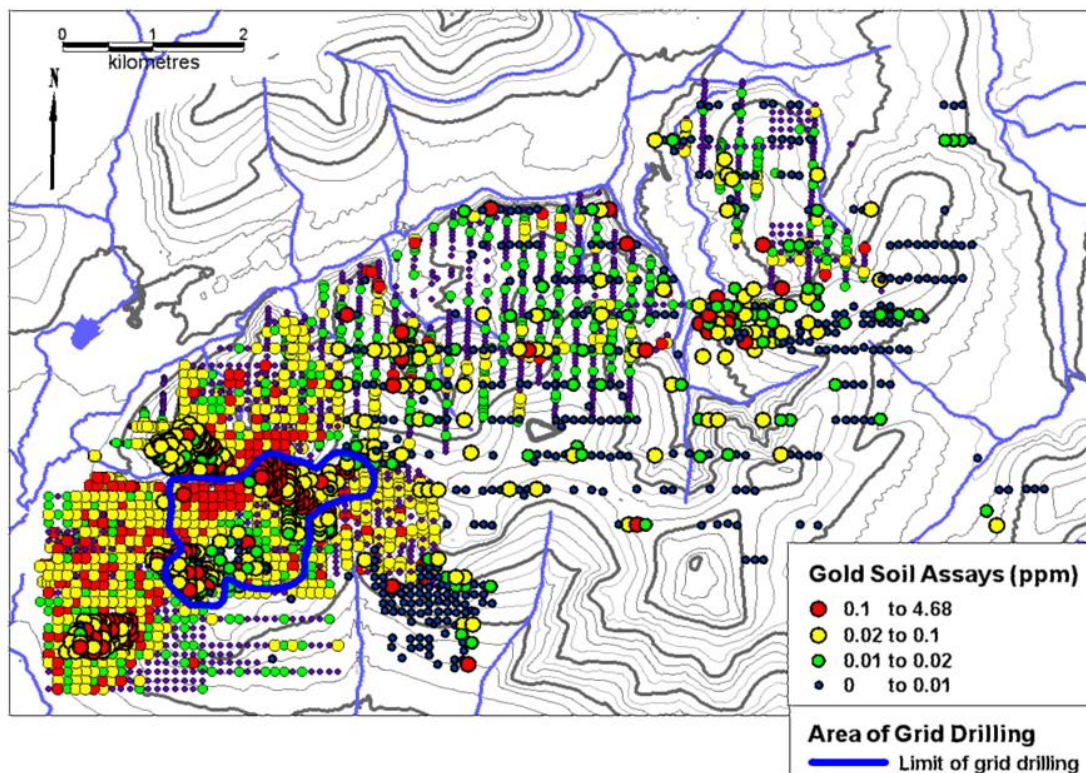 0 1 2
kilometres
N
Gold Soil Assays (ppm)
0.1 to 4.68
0.02 to 0.1
0.01 to 0.02
0 to 0.01
Area of Grid Drilling
Limit of grid drilling